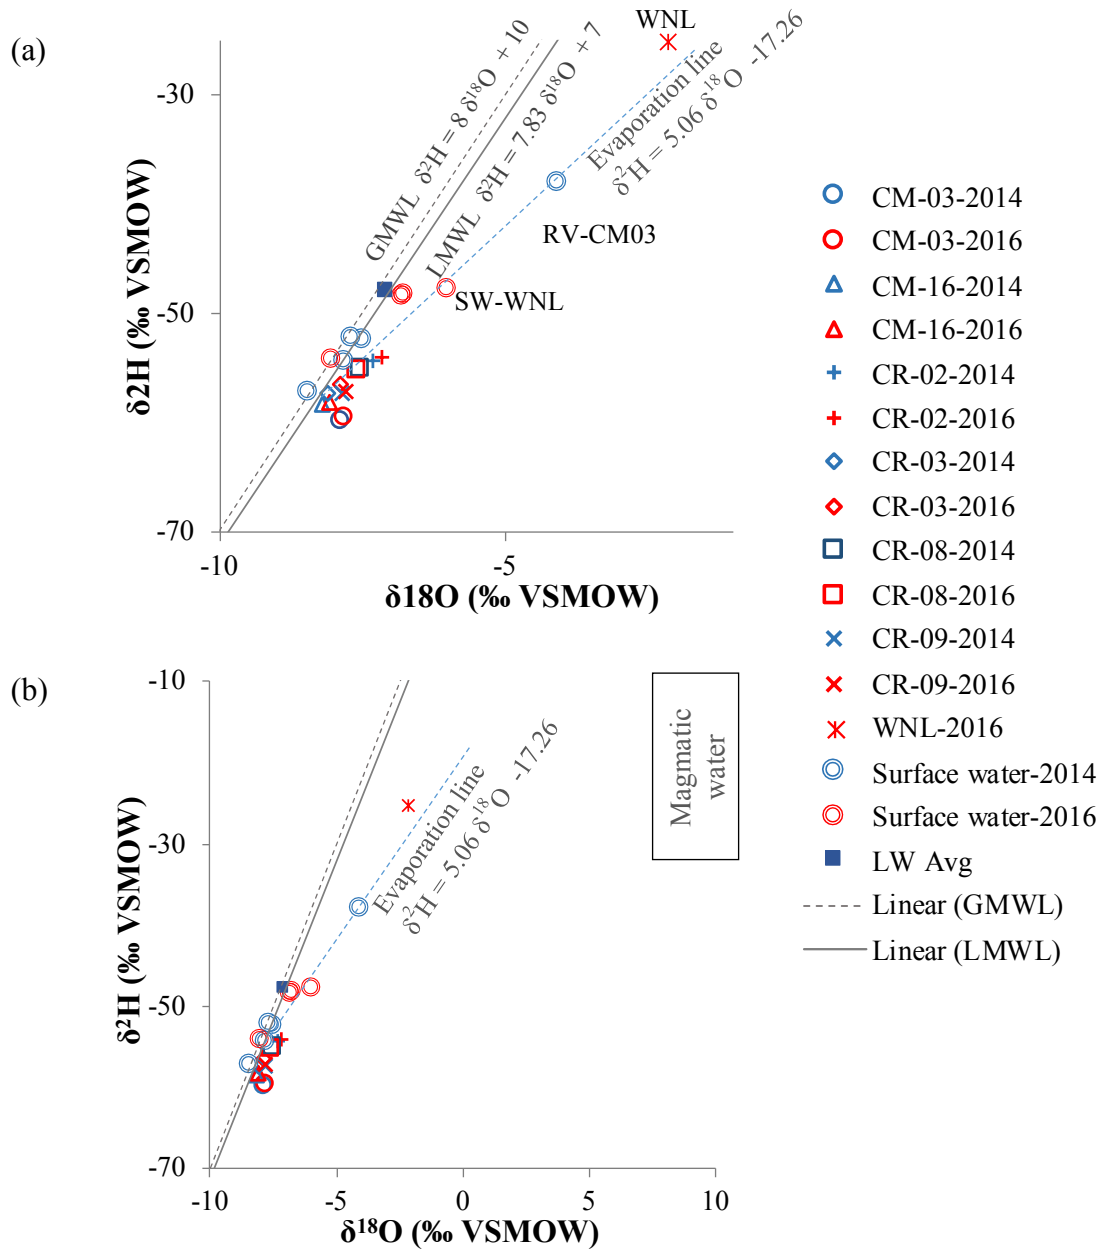 (a)
WNL
-30
-50
-70
-10
-5
δ2H (‰ VSMOW)
δ18O (‰ VSMOW)
GMWL δ²H = 8 δ¹⁸O + 10
LMWL δ²H = 7.83 δ¹⁸O + 7
Evaporation line
δ²H = 5.06 δ¹⁸O -17.26
RV-CM03
SW-WNL
CM-03-2014
CM-03-2016
CM-16-2014
CM-16-2016
CR-02-2014
CR-02-2016
CR-03-2014
CR-03-2016
CR-08-2014
CR-08-2016
CR-09-2014
CR-09-2016
WNL-2016
Surface water-2014
Surface water-2016
LW Avg
Linear (GMWL)
Linear (LMWL)
(b)
-10
-30
-50
-70
-10
-5
0
5
10
δ²H (‰ VSMOW)
δ¹⁸O (‰ VSMOW)
Evaporation line
δ²H = 5.06 δ¹⁸O -17.26
Magmatic
water